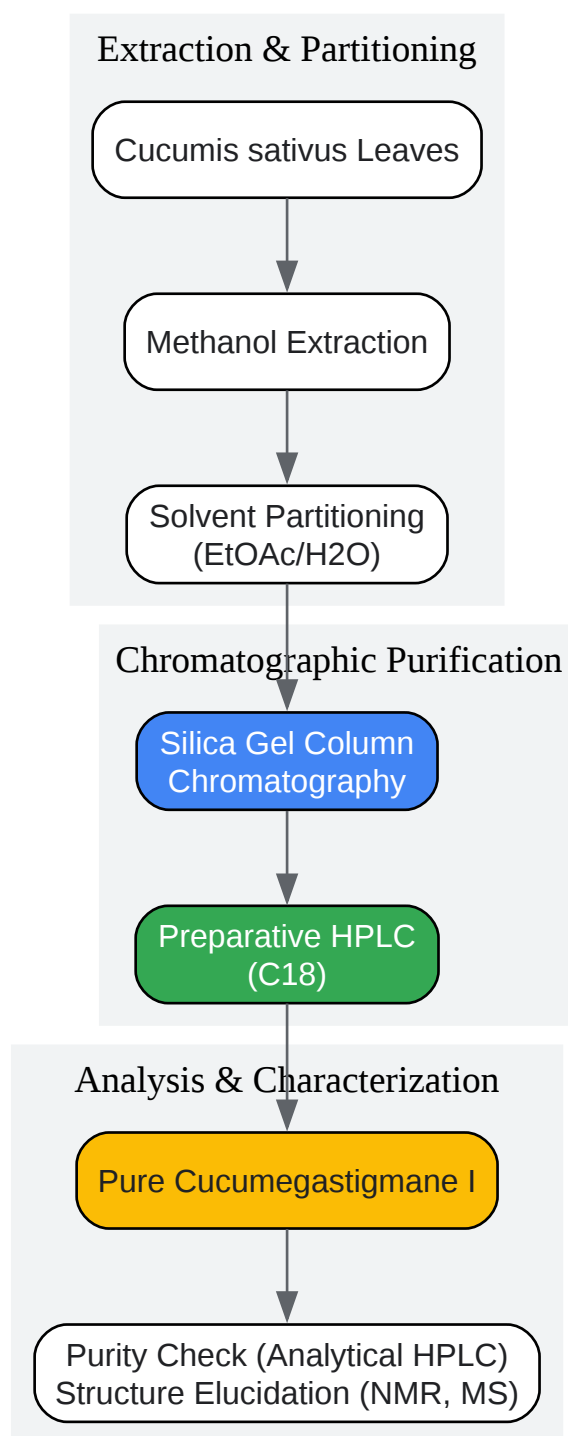 Extraction & Partitioning
Cucumis sativus Leaves
Methanol Extraction
Solvent Partitioning
(EtOAc/H2O)
Chromatographic Purification
Silica Gel Column
Chromatography
Preparative HPLC
(C18)
Analysis & Characterization
Pure Cucumegastigmane I
Purity Check (Analytical HPLC)
Structure Elucidation (NMR, MS)